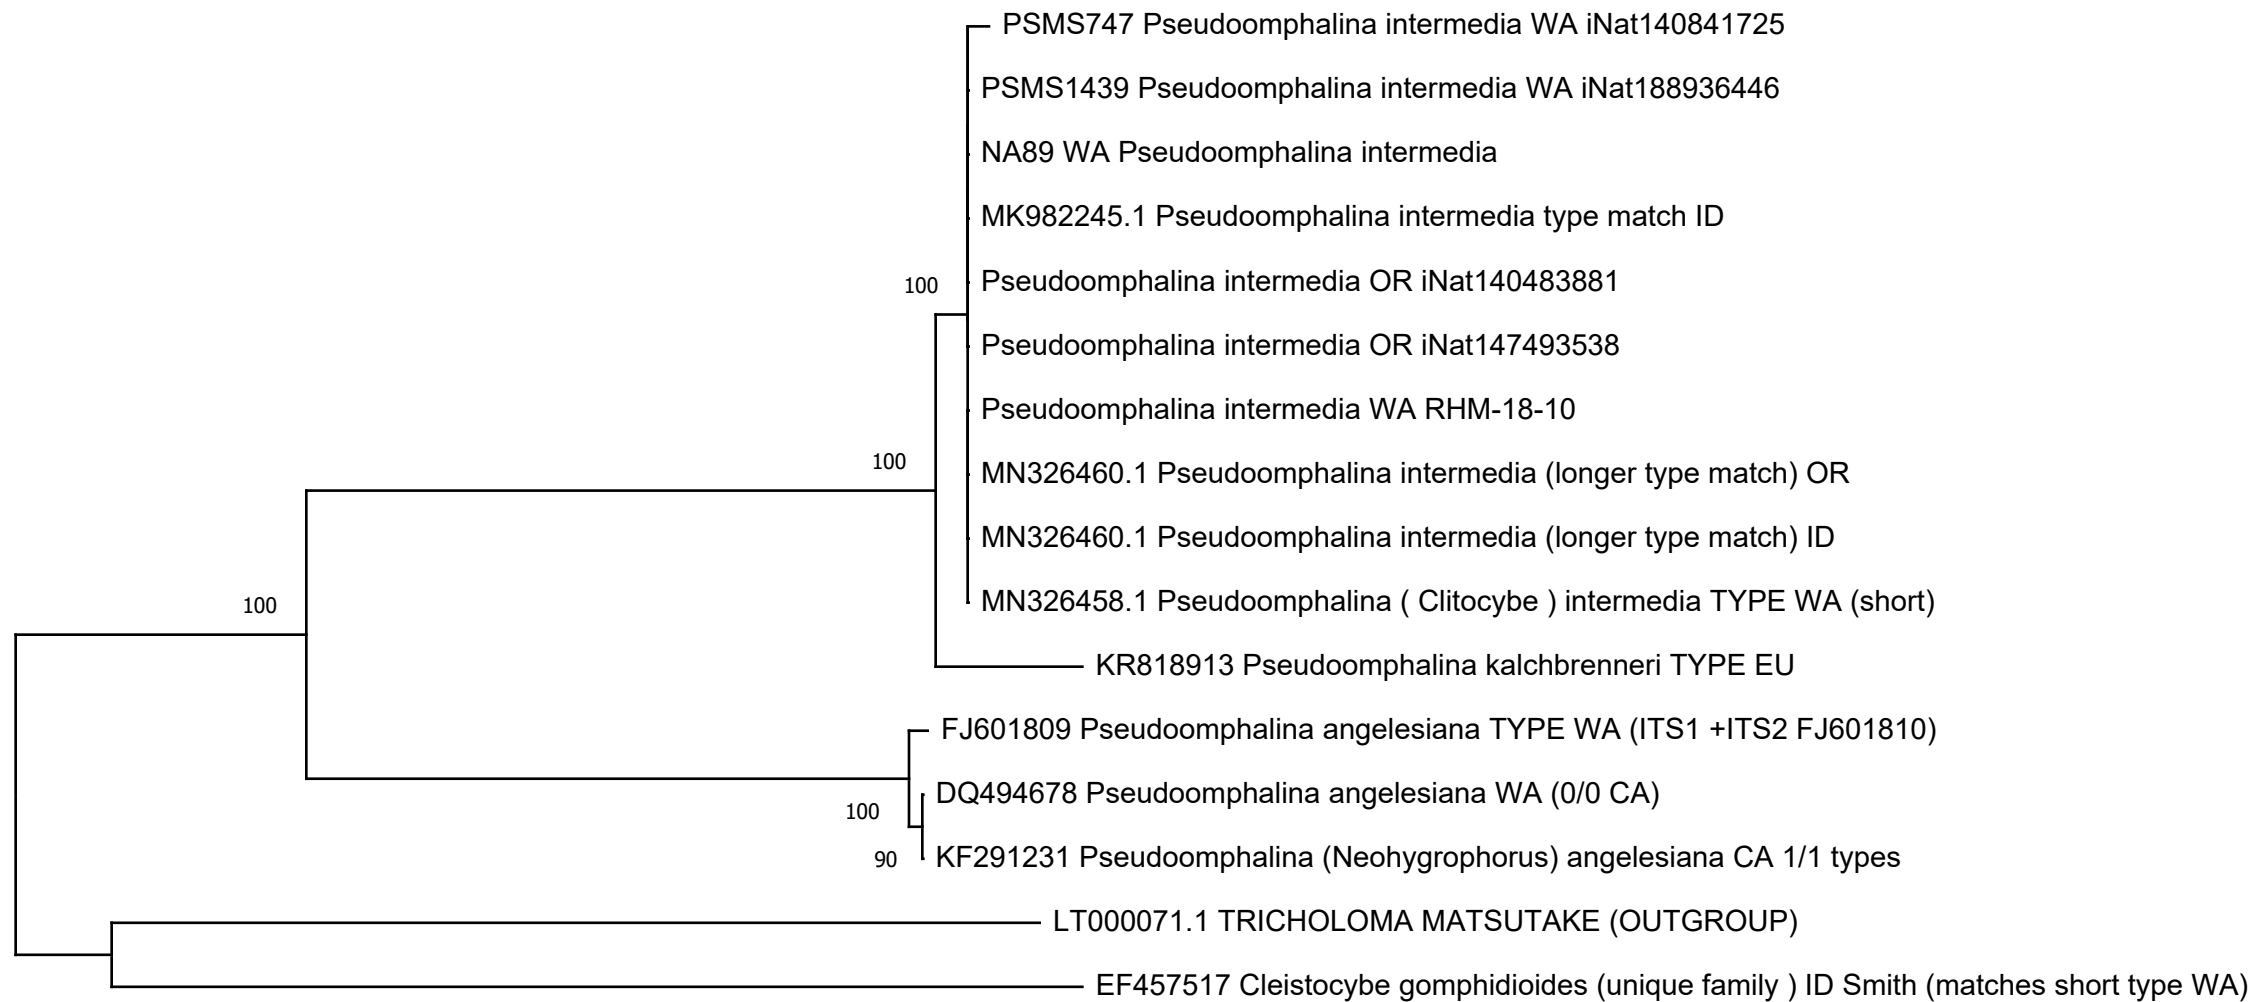 PSMS747 Pseudoomphalina intermedia WA iNat140841725
PSMS1439 Pseudoomphalina intermedia WA iNat188936446
NA89 WA Pseudoomphalina intermedia
MK982245.1 Pseudoomphalina intermedia type match ID
100
Pseudoomphalina intermedia OR iNat140483881
Pseudoomphalina intermedia OR iNat147493538
Pseudoomphalina intermedia WA RHM-18-10
100
MN326460.1 Pseudoomphalina intermedia (longer type match) OR
MN326460.1 Pseudoomphalina intermedia (longer type match) ID
100
MN326458.1 Pseudoomphalina ( Clitocybe ) intermedia TYPE WA (short)
KR818913 Pseudoomphalina kalchbrenneri TYPE EU
FJ601809 Pseudoomphalina angelesiana TYPE WA (ITS1 +ITS2 FJ601810)
DQ494678 Pseudoomphalina angelesiana WA (0/0 CA)
100
90
KF291231 Pseudoomphalina (Neohygrophorus) angelesiana CA 1/1 types
LT000071.1 TRICHOLOMA MATSUTAKE (OUTGROUP)
EF457517 Cleistocybe gomphidioides (unique family ) ID Smith (matches short type WA)